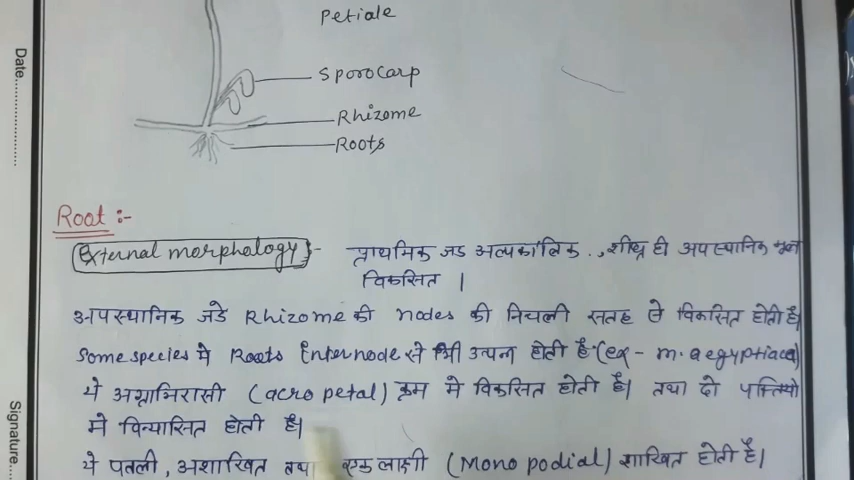 Petiale
Sporocarp
Rhizome
Roots
Date
Root :-
External morphology :- प्राथमिक जड अल्पकालिक, शीघ्र ही अपस्थानिक मूल
विकसित ।
अपस्थानिक जडे Rhizome की nodes की निचली सतह से विकसित होती है।
Some species मे Roots Internode से भी उत्पन्न होती है (ex - m. aegyptiaca)
ये अग्राभिरासी (acropetal) क्रम मे विकसित होती है। तथा दो पंक्तियो
मे विन्यासित होती है।
ये पतली, अशाखित तथा एकलाक्षी (Monopodial) शाखित होती है।
Signature